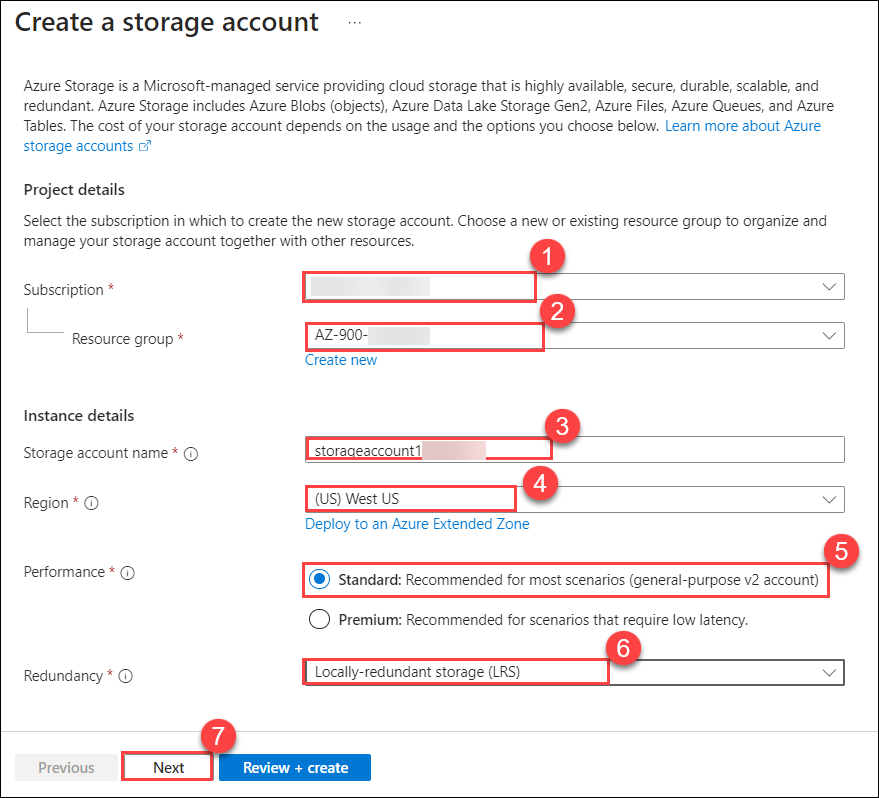 Create a storage account ...
Azure Storage is a Microsoft-managed service providing cloud storage that is highly available, secure, durable, scalable, and
redundant. Azure Storage includes Azure Blobs (objects), Azure Data Lake Storage Gen2, Azure Files, Azure Queues, and Azure
Tables. The cost of your storage account depends on the usage and the options you choose below. Learn more about Azure
storage accounts
Project details
Select the subscription in which to create the new storage account. Choose a new or existing resource group to organize and
manage your storage account together with other resources.
1
Subscription *
2
Resource group * AZ-900-
Create new
Instance details
3
Storage account name * storageaccount1
4
Region * (US) West US
Deploy to an Azure Extended Zone
5
Performance * Standard: Recommended for most scenarios (general-purpose v2 account)
Premium: Recommended for scenarios that require low latency.
6
Redundancy * Locally-redundant storage (LRS)
7
Previous Next Review + create